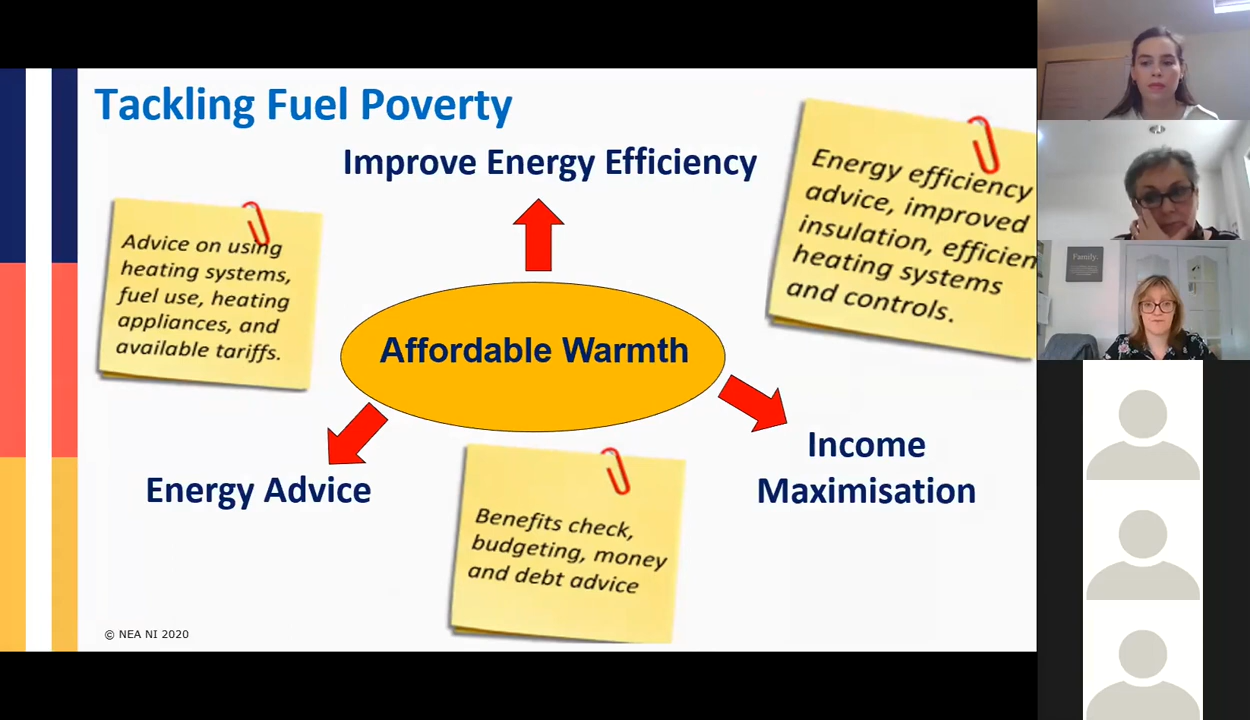 Tackling Fuel Poverty
Improve Energy Efficiency
Energy efficiency
advice, improved
insulation, efficien
heating systems
and controls.
Advice on using
heating systems,
fuel use, heating
appliances, and
available tariffs.
Affordable Warmth
Income
Maximisation
Energy Advice
Benefits check,
budgeting, money
and debt advice
© NEA NI 2020
Family.